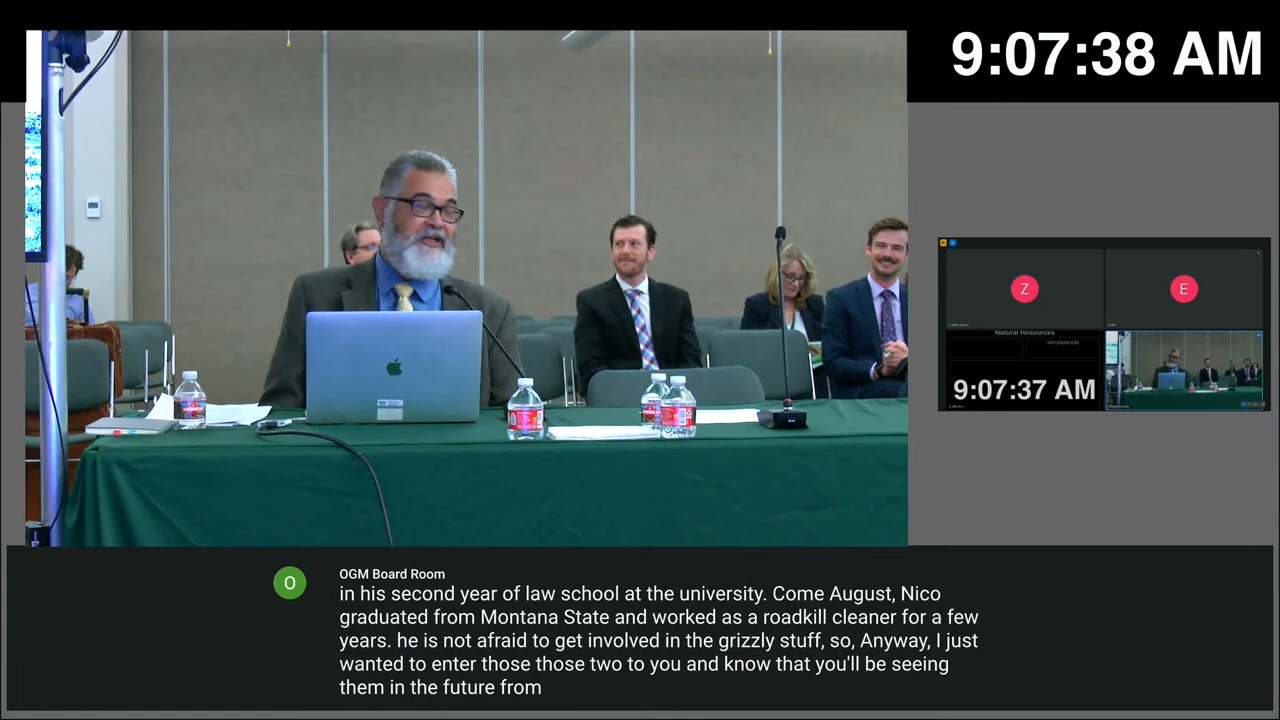 9:07:38 AM
Z
E
Natural Resources
INFORMATION
9:07:37 AM
O
OGM Board Room
in his second year of law school at the university. Come August, Nico
graduated from Montana State and worked as a roadkill cleaner for a few
years. he is not afraid to get involved in the grizzly stuff, so, Anyway, I just
wanted to enter those those two to you and know that you'll be seeing
them in the future from